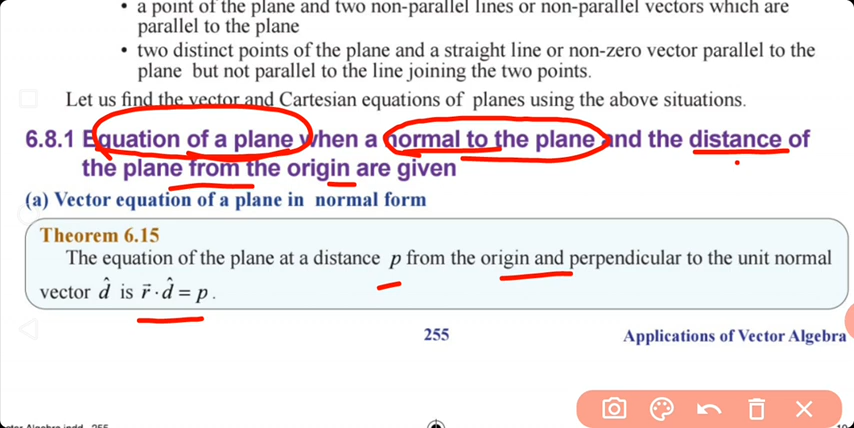 • a point of the plane and two non-parallel lines or non-parallel vectors which are
parallel to the plane
• two distinct points of the plane and a straight line or non-zero vector parallel to the
plane but not parallel to the line joining the two points.
Let us find the vector and Cartesian equations of planes using the above situations.
6.8.1 Equation of a plane when a normal to the plane and the distance of
the plane from the origin are given
(a) Vector equation of a plane in normal form
Theorem 6.15
The equation of the plane at a distance p from the origin and perpendicular to the unit normal
vector d̂ is r⃗ · d̂ = p .
255 Applications of Vector Algebra